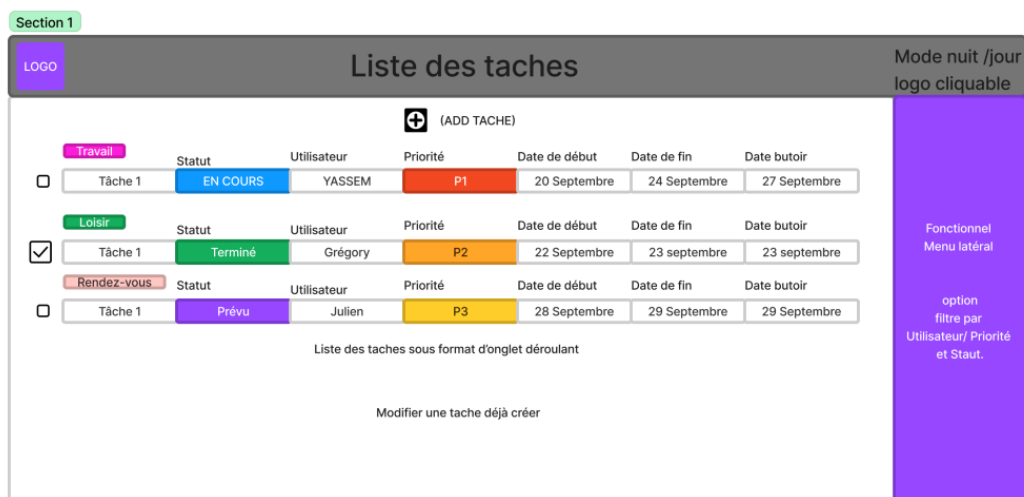 Section 1
LOGO
Liste des taches
Mode nuit /jour
logo cliquable
(ADD TACHE)
Travail
Statut Utilisateur Priorité Date de début Date de fin Date butoir
Tâche 1 EN COURS YASSEM P1 20 Septembre 24 Septembre 27 Septembre
Loisir
Statut Utilisateur Priorité Date de début Date de fin Date butoir
Tâche 1 Terminé Grégory P2 22 Septembre 23 septembre 23 septembre
Rendez-vous
Statut Utilisateur Priorité Date de début Date de fin Date butoir
Tâche 1 Prévu Julien P3 28 Septembre 29 Septembre 29 Septembre
Liste des taches sous format d'onglet déroulant
Modifier une tache déjà créer
Fonctionnel
Menu latéral
option
filtre par
Utilisateur/ Priorité
et Staut.